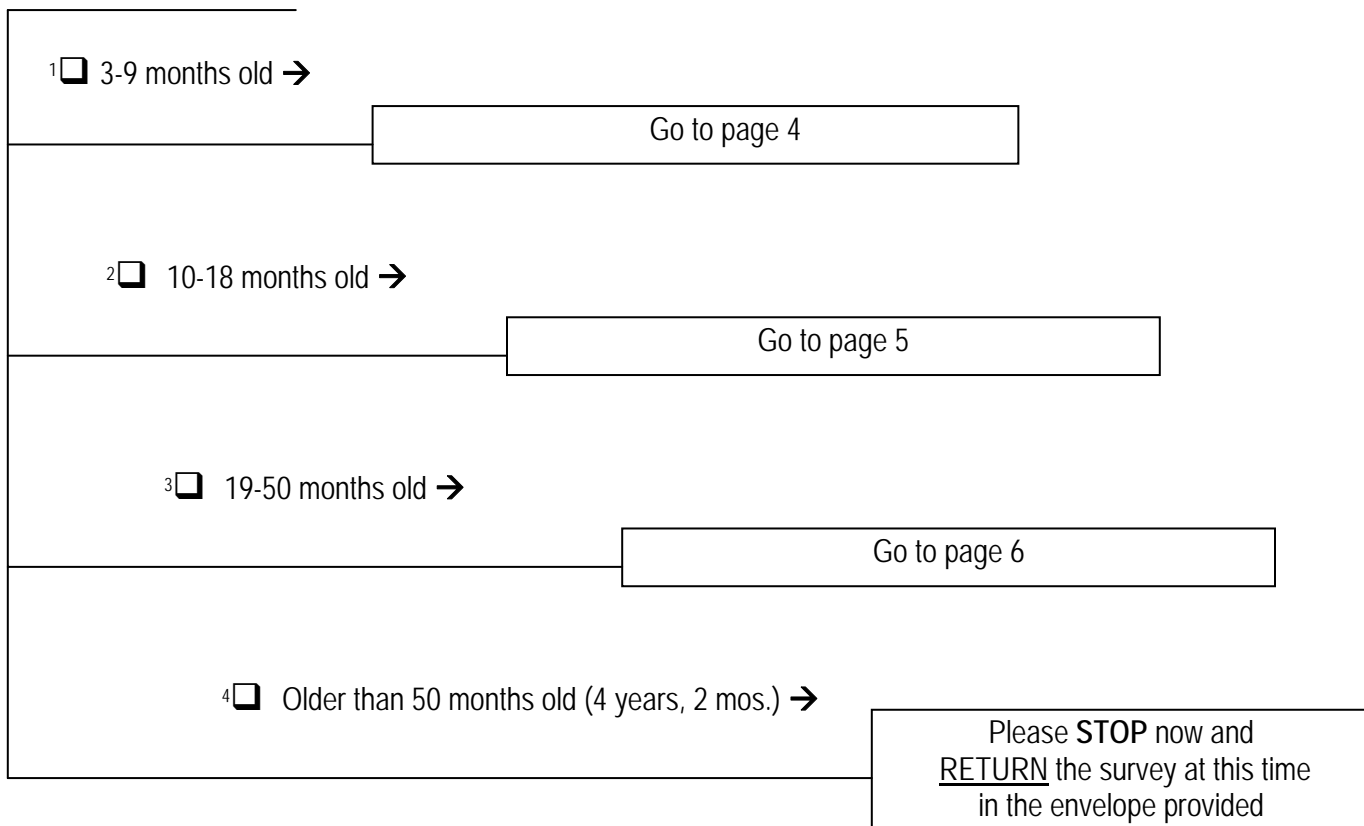 1❑ 3-9 months old →
Go to page 4
2❑ 10-18 months old →
Go to page 5
3❑ 19-50 months old →
Go to page 6
4❑ Older than 50 months old (4 years, 2 mos.) →
Please STOP now and
RETURN the survey at this time
in the envelope provided